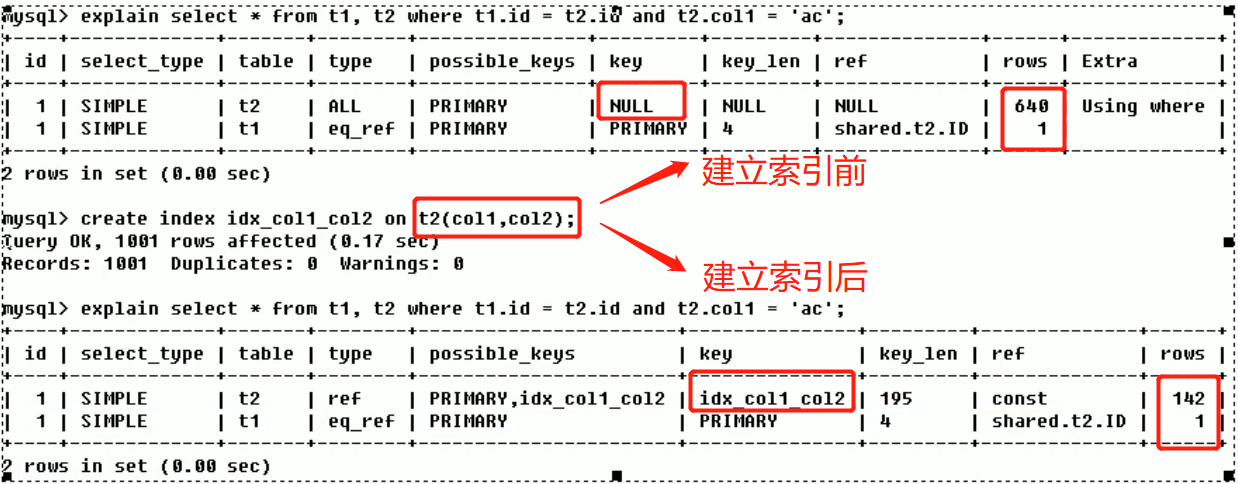 mysql> explain select * from t1, t2 where t1.id = t2.id and t2.col1 = 'ac';
| id | select_type | table | type | possible_keys | key | key_len | ref | rows | Extra |
| 1 | SIMPLE | t2 | ALL | PRIMARY | NULL | NULL | NULL | 640 | Using where |
| 1 | SIMPLE | t1 | eq_ref | PRIMARY | PRIMARY | 4 | shared.t2.ID | 1 | |
2 rows in set (0.00 sec)
建立索引前
mysql> create index idx_col1_col2 on t2(col1,col2);
Query OK, 1001 rows affected (0.17 sec)
Records: 1001 Duplicates: 0 Warnings: 0
建立索引后
mysql> explain select * from t1, t2 where t1.id = t2.id and t2.col1 = 'ac';
| id | select_type | table | type | possible_keys | key | key_len | ref | rows |
| 1 | SIMPLE | t2 | ref | PRIMARY,idx_col1_col2 | idx_col1_col2 | 195 | const | 142 |
| 1 | SIMPLE | t1 | eq_ref | PRIMARY | PRIMARY | 4 | shared.t2.ID | 1 |
2 rows in set (0.00 sec)